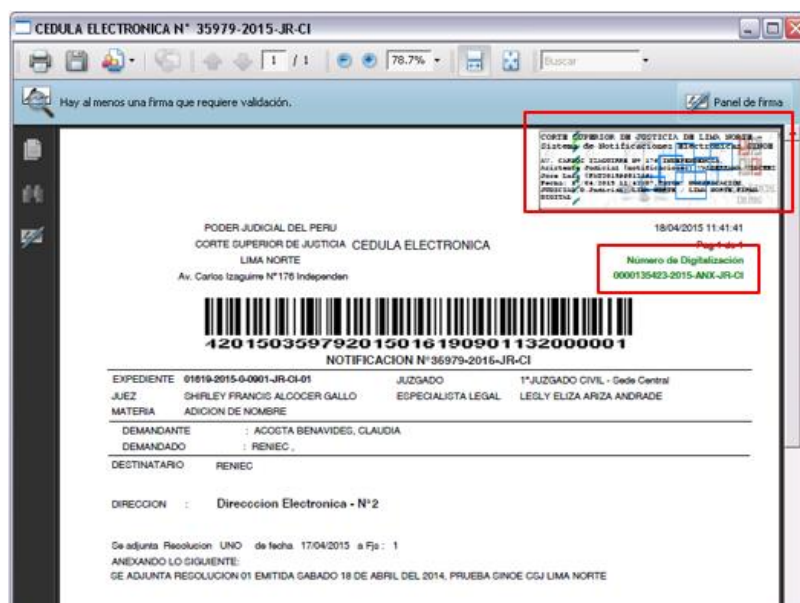 CEDULA ELECTRONICA N° 35979-2015-JR-CI
1 / 1
78.7%
Buscar
Hay al menos una firma que requiere validación.
Panel de firma
CORTE SUPERIOR DE JUSTICIA DE LIMA NORTE -
Sistema de Notificaciones Electronicas SINOE
PODER JUDICIAL DEL PERU
18/04/2015 11:41:41
CORTE SUPERIOR DE JUSTICIA
CEDULA ELECTRONICA
Pag 1 de 1
LIMA NORTE
Número de Digitalización
Av. Carlos Izaguirre N°176 Independen
0000135423-2015-ANX-JR-CI
420150359792015016190901132000001
NOTIFICACION N°35979-2015-JR-CI
EXPEDIENTE 01619-2015-0-0901-JR-CI-01 JUZGADO 1°JUZGADO CIVIL - Sede Central
JUEZ SHIRLEY FRANCIS ALCOCER GALLO ESPECIALISTA LEGAL LESLY ELIZA ARIZA ANDRADE
MATERIA ADICION DE NOMBRE
DEMANDANTE : ACOSTA BENAVIDES, CLAUDIA
DEMANDADO : RENIEC ,
DESTINATARIO RENIEC
DIRECCION : Direcccion Electronica - N°2
Se adjunta Resolucion UNO de fecha 17/04/2015 a Fjs : 1
ANEXANDO LO SIGUIENTE:
SE ADJUNTA RESOLUCION 01 EMITIDA SABADO 18 DE ABRIL DEL 2014, PRUEBA SINOE CSJ LIMA NORTE